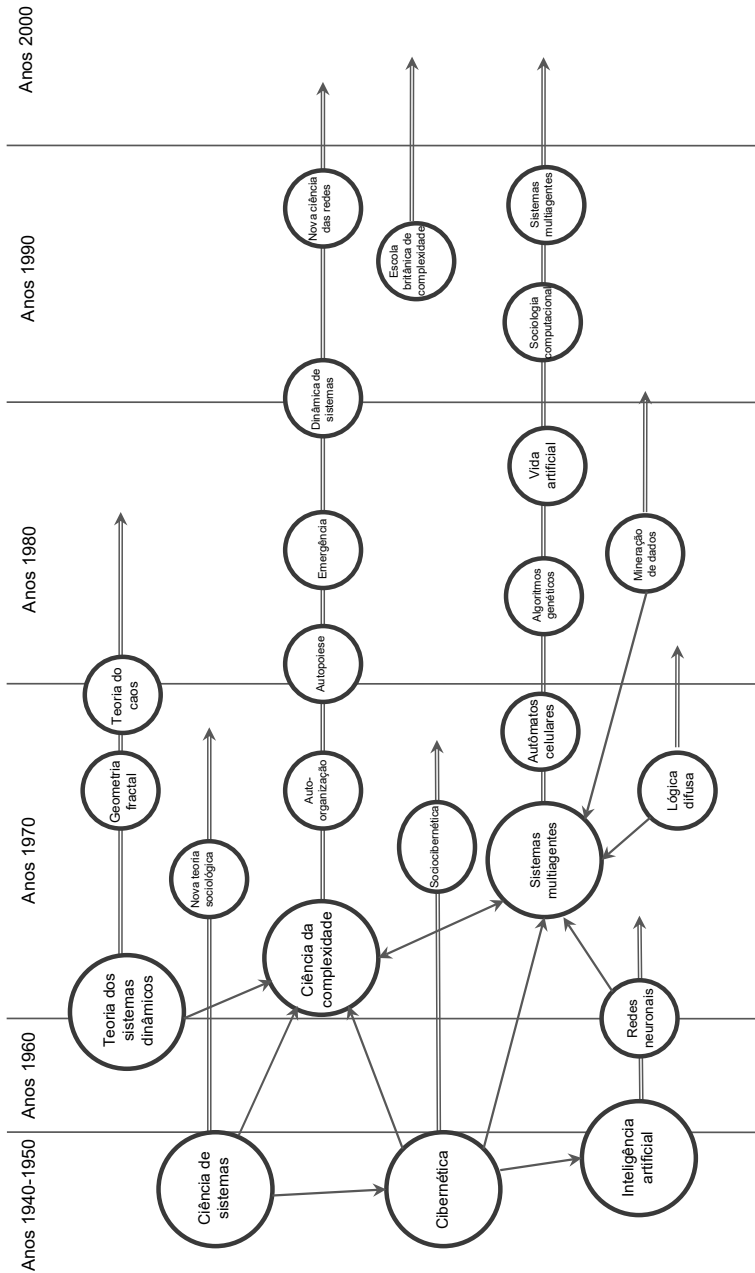 Anos 1940-1950
Anos 1960
Anos 1970
Anos 1980
Anos 1990
Anos 2000
Teoria dos
sistemas
dinâmicos
Geometria
fractal
Teoria do
caos
Ciência de
sistemas
Nova teoria
sociológica
Ciência da
complexidade
Auto-
organização
Autopoiese
Emergência
Dinâmica de
sistemas
Nova ciência
das redes
Escola
britânica de
complexidade
Cibernética
Sociocibernética
Sistemas
multiagentes
Autômatos
celulares
Algoritmos
genéticos
Vida
artificial
Sociologia
computacional
Sistemas
multiagentes
Inteligência
artificial
Redes
neuronais
Lógica
difusa
Mineração
de dados